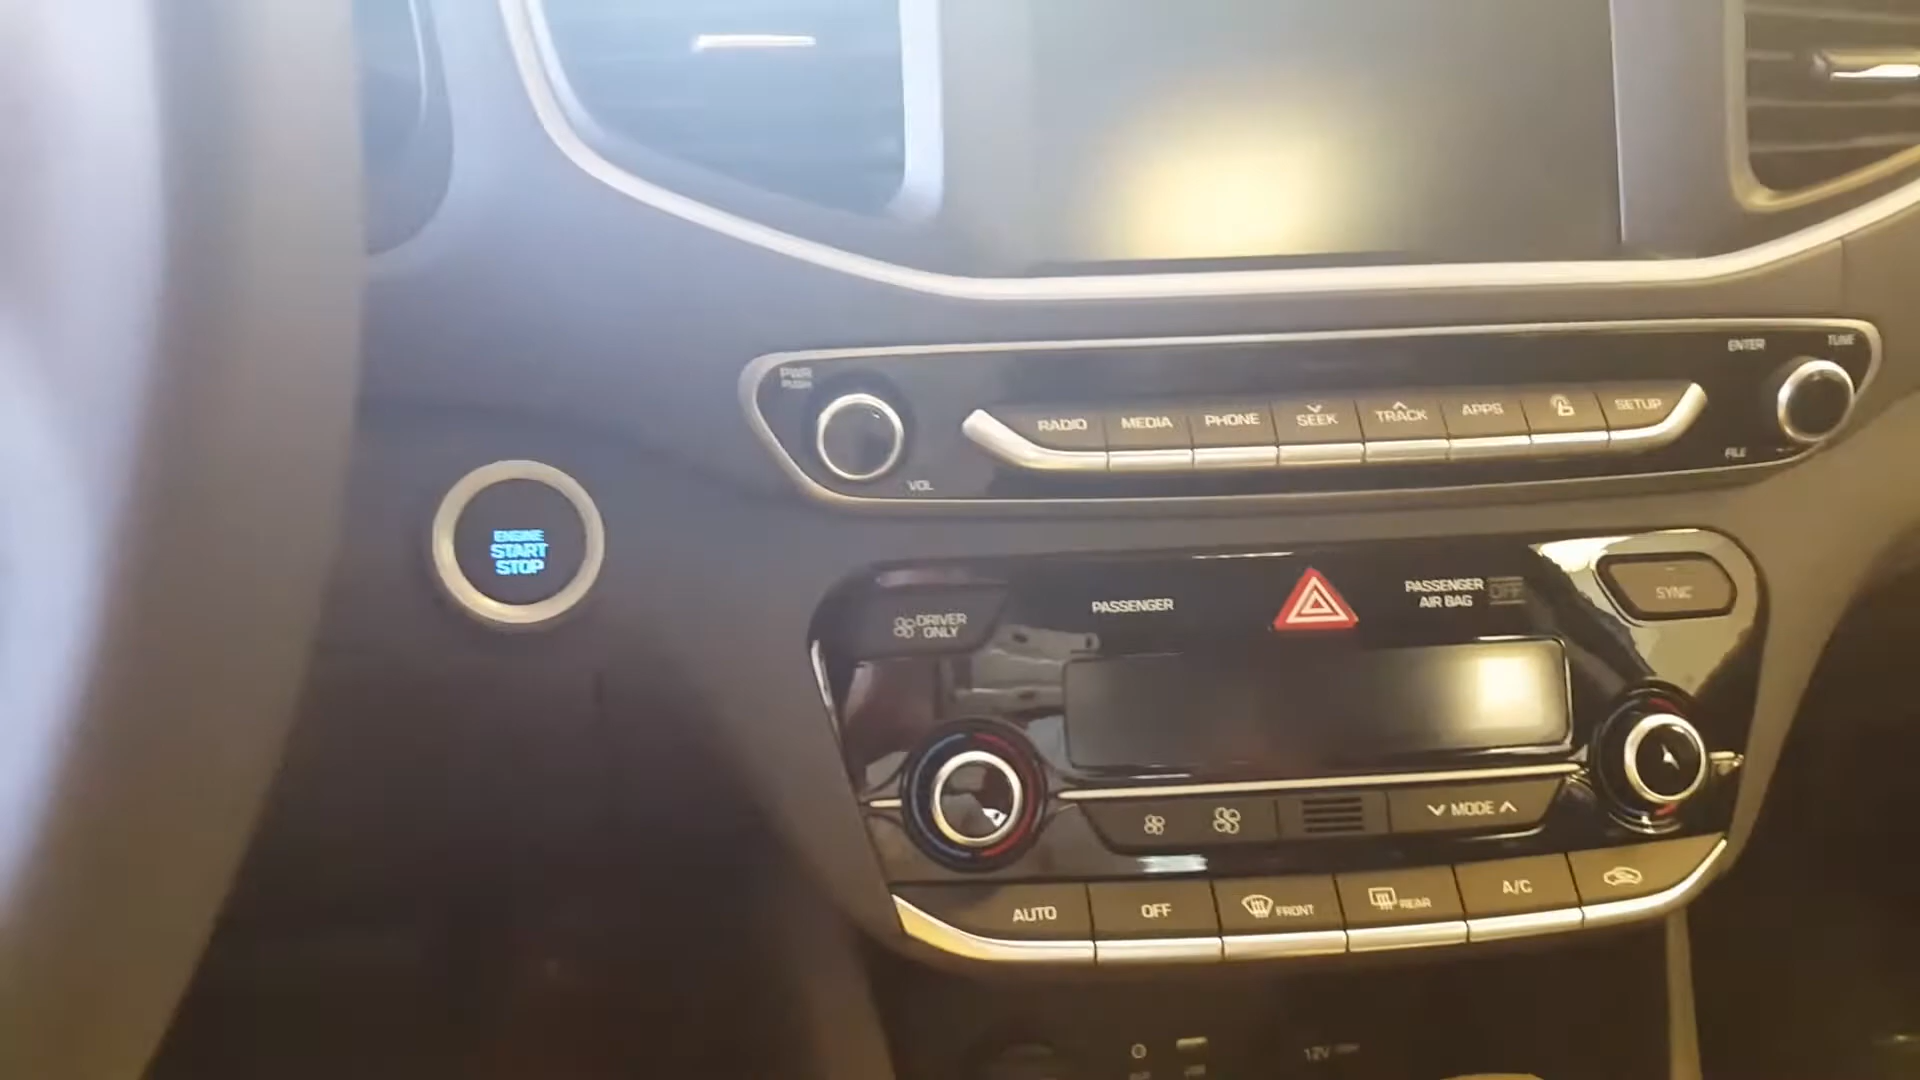 ENTER
TUNE
PWR
PUSH
RADIO
MEDIA
PHONE
SEEK
TRACK
APPS
SETUP
VOL
FILE
ENGINE
START
STOP
DRIVER
ONLY
PASSENGER
PASSENGER
AIR BAG
OFF
SYNC
MODE
AUTO
OFF
FRONT
REAR
A/C
12V